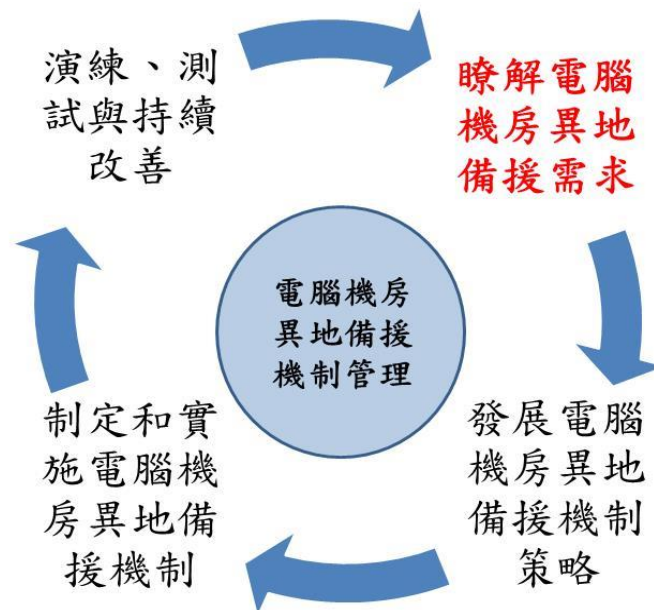 演練、測
試與持續
改善
瞭解電腦
機房異地
備援需求
電腦機房
異地備援
機制管理
制定和實
施電腦機
房異地備
援機制
發展電腦
機房異地
備援機制
策略